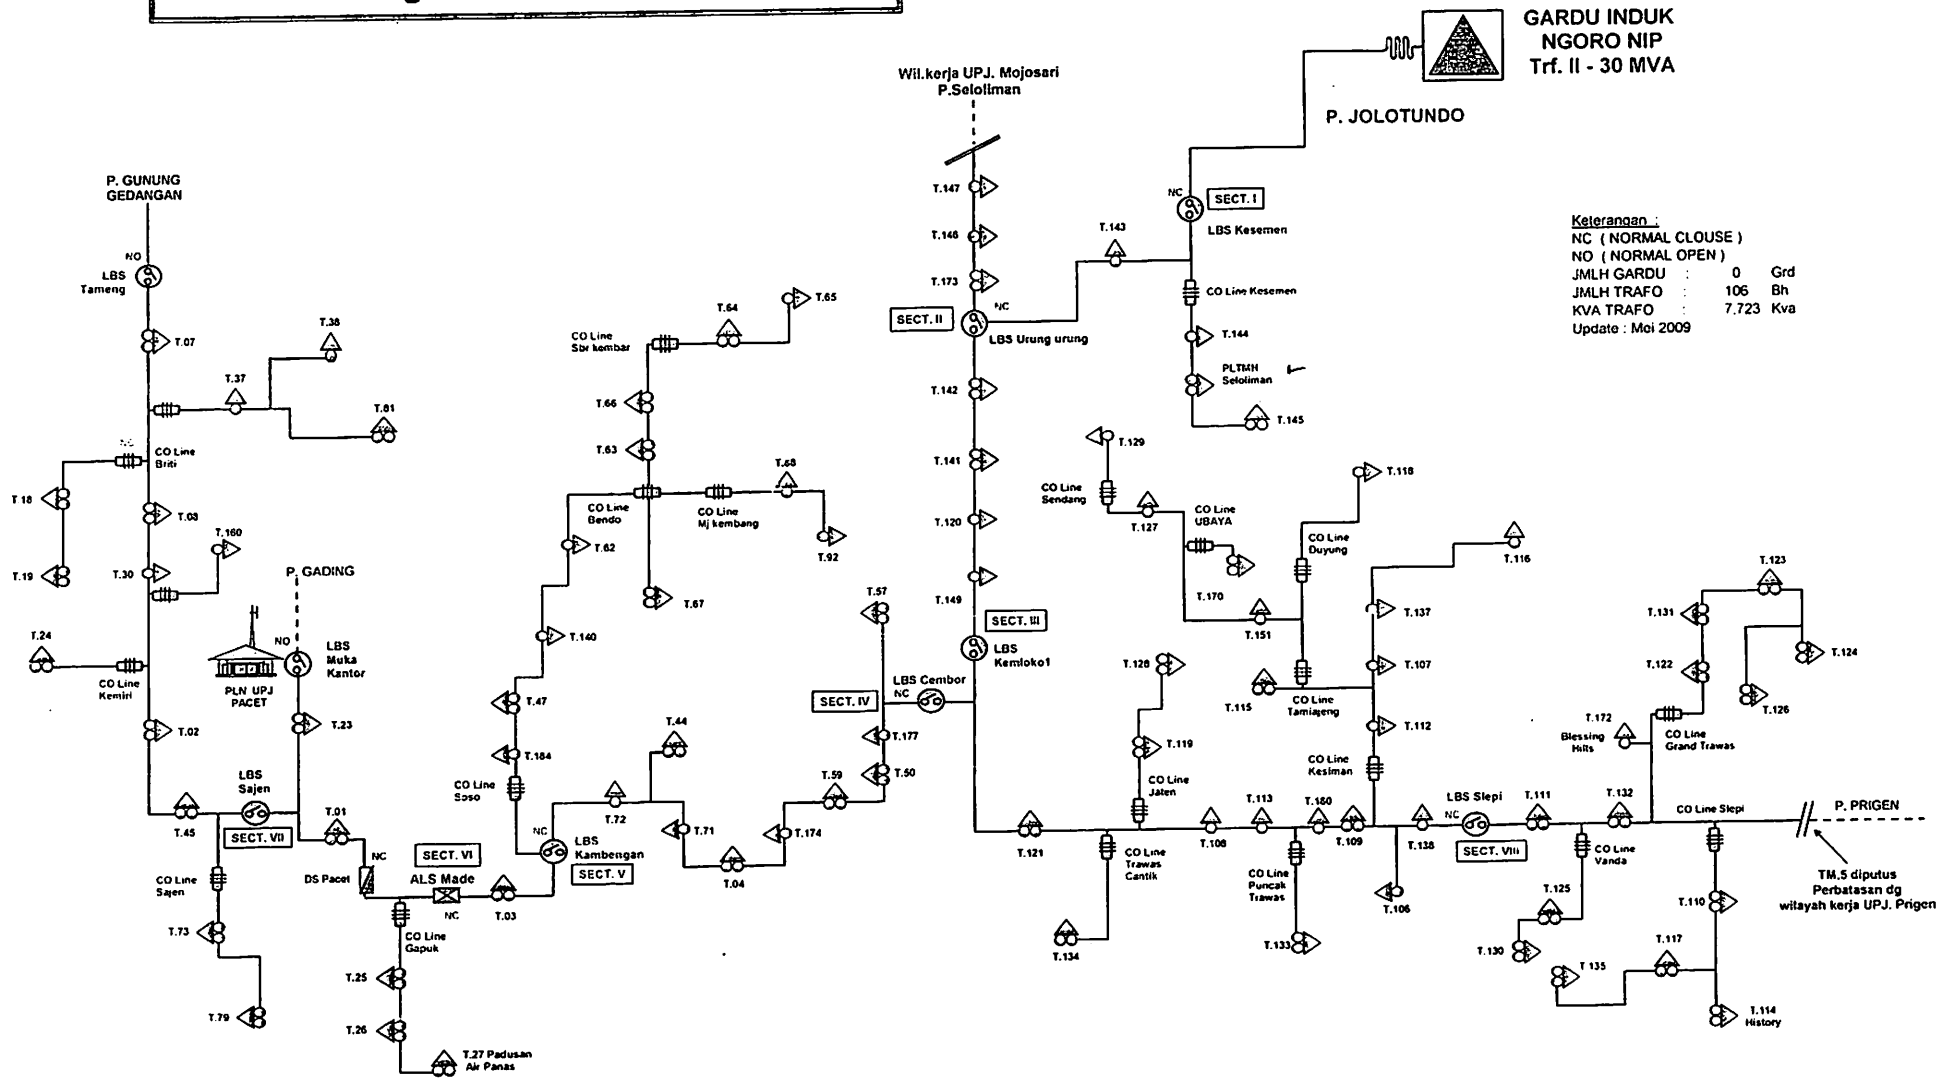 GARDU INDUK
NGORO NIP
Trf. II - 30 MVA
P. JOLOTUNDO
Wil.kerja UPJ. Mojosari
P.Seloliman
P. GUNUNG
GEDANGAN
NO
LBS
Tameng
T.07
T.38
T.37
T.81
NC
CO Line
Briti
T.18
T.19
T.03
T.160
T.30
P. GADING
NO
LBS
Muka
Kantor
PLN UPJ
PACET
T.24
CO Line
Kemiri
T.02
T.23
T.45
LBS
Sajen
SECT. VII
T.01
CO Line
Sajen
T.73
T.79
NC
DS Pacet
SECT. VI
ALS Made
NC
T.03
CO Line
Gapuk
T.25
T.26
T.27 Padusan
Air Panas
CO Line
Sbr kembar
T.64
T.65
T.66
T.63
CO Line
Bendo
CO Line
Mj kembang
T.68
T.92
T.67
T.62
T.140
T.47
T.184
CO Line
Soso
NC
LBS
Kambengan
SECT. V
T.72
T.44
T.71
T.04
T.174
T.59
T.50
T.177
T.57
SECT. IV
LBS Cembor
NC
T.147
T.146
T.173
NC
SECT. II
LBS Urung urung
T.143
NC
SECT. I
LBS Kesemen
CO Line Kesemen
T.144
PLTMH
Seloliman
T.145
T.142
T.141
T.120
T.149
SECT. III
LBS
Kemloko1
Keterangan :
NC ( NORMAL CLOUSE )
NO ( NORMAL OPEN )
JMLH GARDU : 0 Grd
JMLH TRAFO : 106 Bh
KVA TRAFO : 7.723 Kva
Update : Mei 2009
T.129
CO Line
Sendang
T.127
CO Line
UBAYA
T.170
T.151
T.118
CO Line
Duyung
T.115
CO Line
Tamiajeng
T.116
T.137
T.107
T.112
CO Line
Kesiman
T.128
T.119
CO Line
Jaten
T.121
CO Line
Trawas
Cantik
T.134
T.108
T.113
T.180
T.109
CO Line
Puncak
Trawas
T.133
T.138
T.106
LBS Slepi
NC
SECT. VIII
T.111
T.132
CO Line
Vanda
T.125
T.130
T.172
Blessing
Hills
CO Line
Grand Trawas
T.122
T.131
T.123
T.124
T.126
CO Line Slepi
P. PRIGEN
TM.5 diputus
Perbatasan dg
wilayah kerja UPJ. Prigen
T.110
T.117
T 135
T.114
History